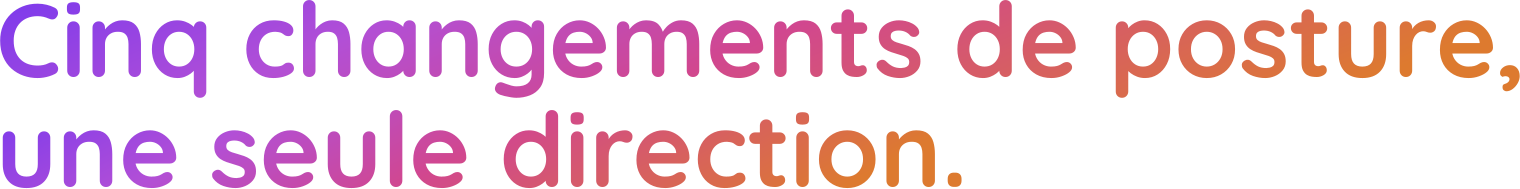 Cinq changements de posture,
une seule direction.